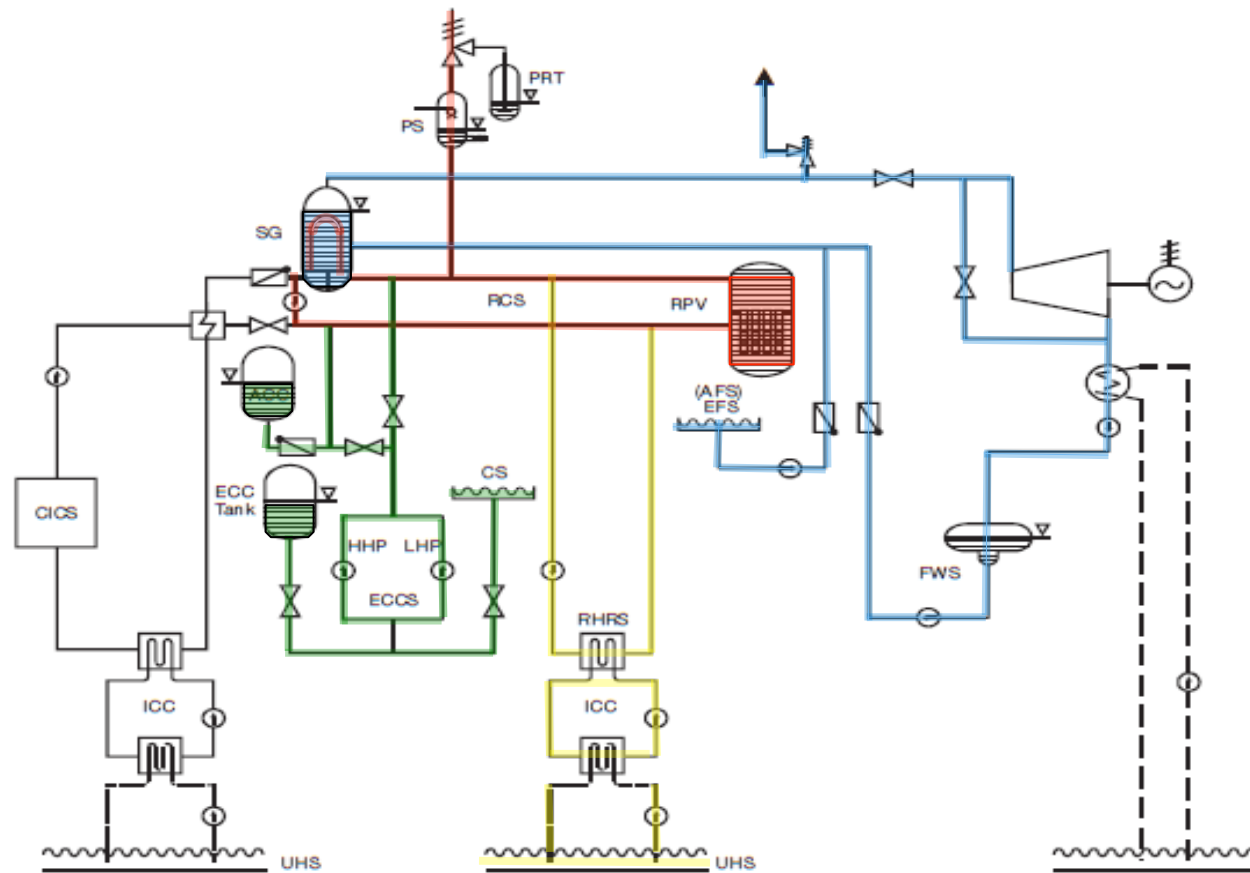 PRT
PS
SG
RCS
RPV
ACC
(AFS)
EFS
ECC
Tank
CS
CICS
HHP
LHP
FWS
ECCS
RHRS
ICC
ICC
UHS
UHS